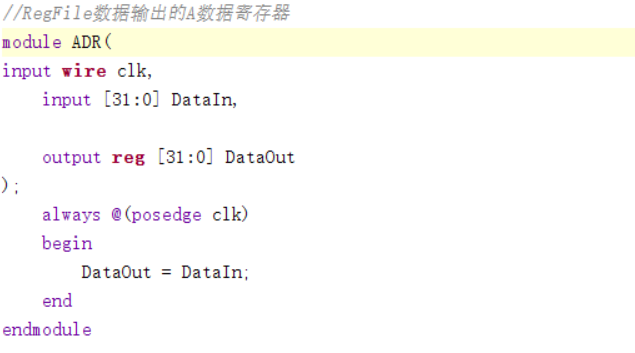 //RegFile数据输出的A数据寄存器
module ADR(
input wire clk,
input [31:0] DataIn,
output reg [31:0] DataOut
);
always @(posedge clk)
begin
DataOut = DataIn;
end
endmodule